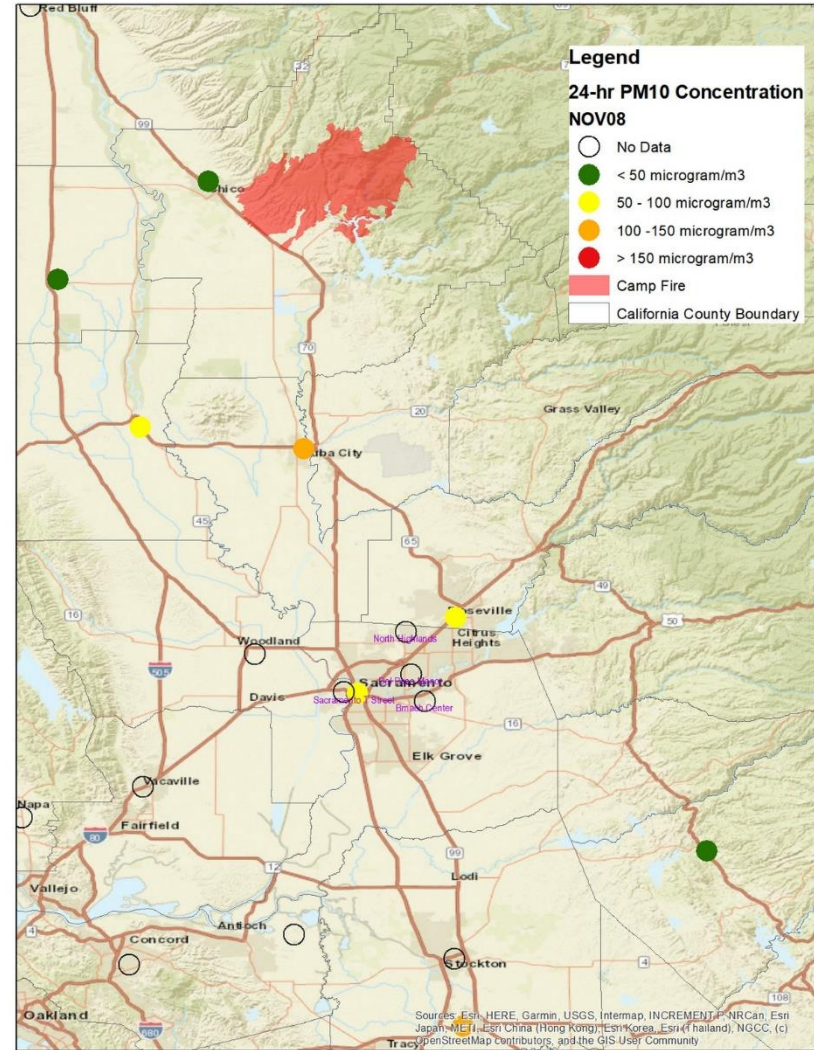 Red Bluff
Legend
24-hr PM10 Concentration
NOV08
No Data
< 50 microgram/m3
50 - 100 microgram/m3
100 -150 microgram/m3
> 150 microgram/m3
Camp Fire
California County Boundary
32
99
Chico
70
20
Grass Valley
Yuba City
45
65
49
16
505
Roseville
50
North Highlands
Citrus
Heights
Woodland
Sacramento
Davis
Sacramento T Street
Center
16
Elk Grove
Vacaville
Napa
Fairfield
80
99
12
Lodi
Vallejo
Antioch
4
Concord
Stockton
4
108
Oakland
680
Tracy
Sources: Esri, HERE, Garmin, USGS, Intermap, INCREMENT P, NRCan, Esri
Japan, METI, Esri China (Hong Kong), Esri Korea, Esri (Thailand), NGCC, (c)
OpenStreetMap contributors, and the GIS User Community